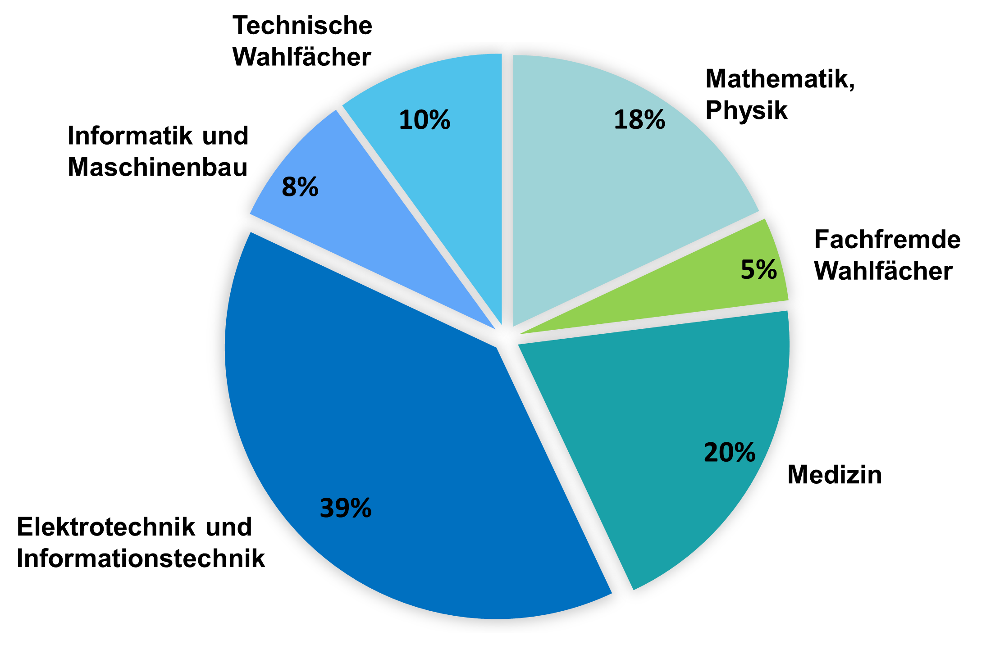 Technische
Wahlfächer
10%
Mathematik,
Physik
18%
Informatik und
Maschinenbau
8%
Fachfremde
Wahlfächer
5%
20%
Medizin
39%
Elektrotechnik und
Informationstechnik